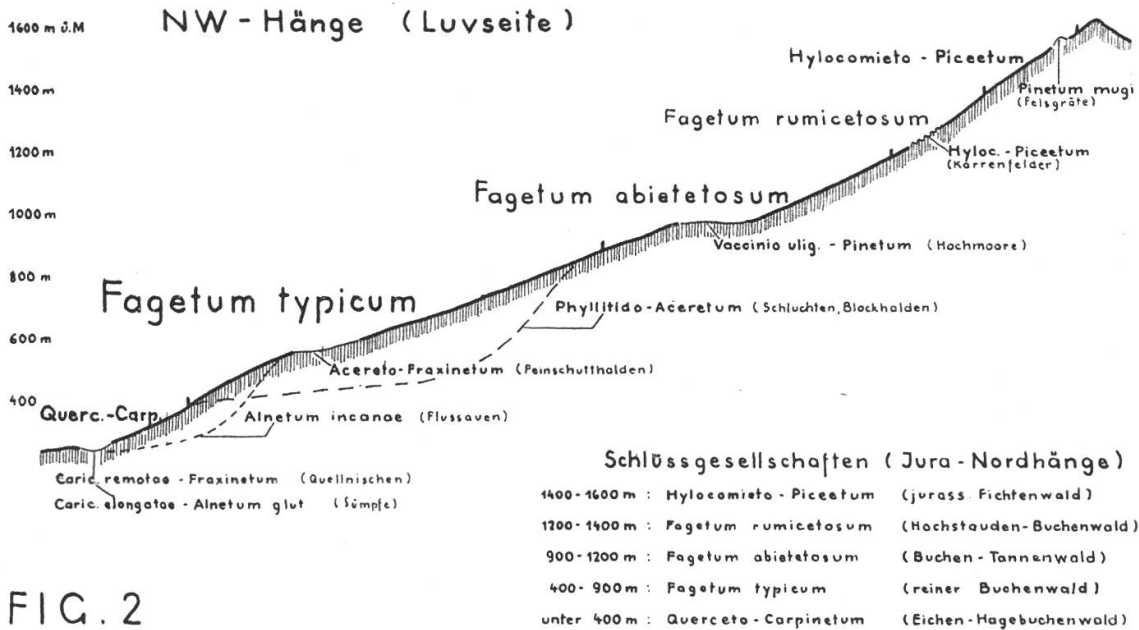 1600 m ü.M
NW - Hänge (Luvseite)
Hylocomieto - Piceetum
1400 m
Pinetum mugi
(Felsgräte)
Fagetum rumicetosum
1200 m
Hyloc. - Piceetum
(Karrenfelder)
Fagetum abietetosum
1000 m
Vaccinio ulig. - Pinetum (Hochmoore)
800 m
Fagetum typicum
Phyllitido - Aceretum (Schluchten, Blockhalden)
600 m
Acereto - Fraxinetum (Feinschutthalden)
400
Querc. - Carp.
Alnetum incanae (Flussauen)
Caric. remotae - Fraxinetum (Quellnischen)
Caric. elongatae - Alnetum glut (Sümpfe)
Schlüssgesellschaften (Jura - Nordhänge)
1400 - 1600 m : Hylocomieto - Piceetum (jurass. Fichtenwald)
1200 - 1400 m : Fagetum rumicetosum (Hochstauden - Buchenwald)
900 - 1200 m : Fagetum abietetosum (Buchen - Tannenwald)
400 - 900 m : Fagetum typicum (reiner Buchenwald)
unter 400 m : Querceto - Carpinetum (Eichen - Hagebuchenwald)
FIG. 2